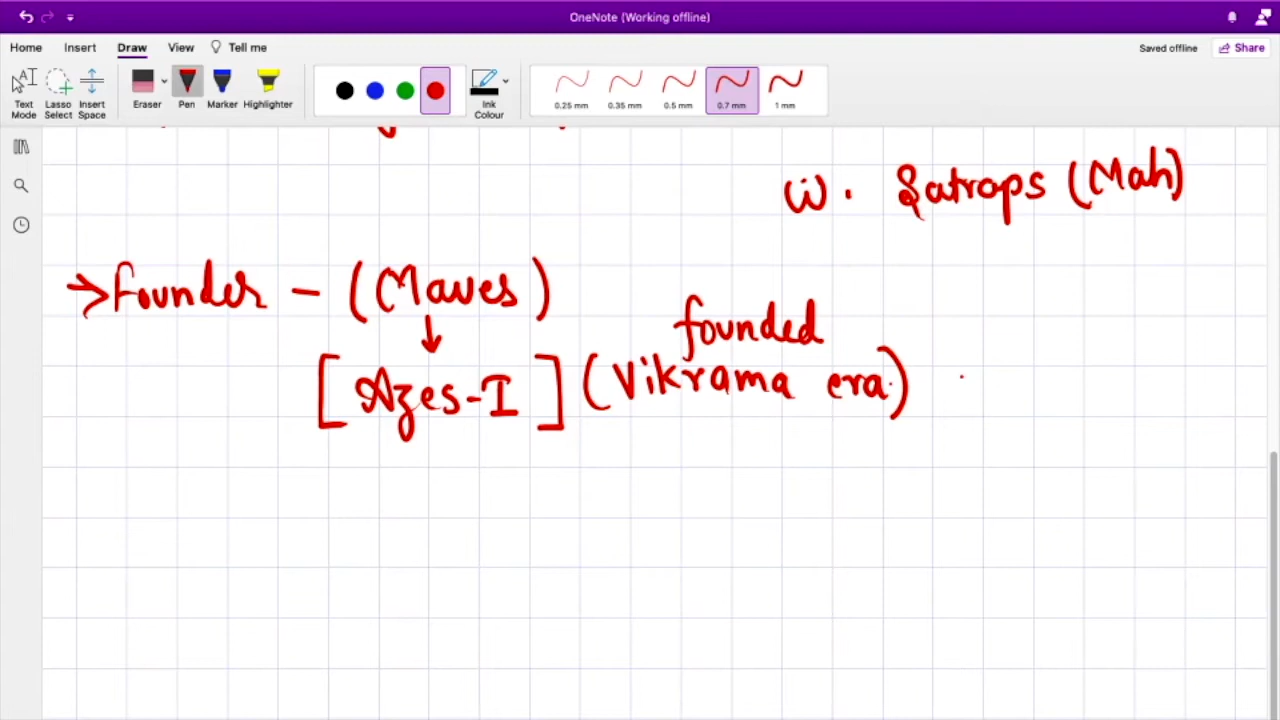 OneNote (Working offline)
Home Insert Draw View Tell me
Saved offline Share
Text Mode Lasso Select Insert Space Eraser Pen Marker Highlighter Ink Colour 0.25 mm 0.35 mm 0.5 mm 0.7 mm 1 mm
(ii). Satraps (Mah)
→ Founder - (Maves)
↓
founded
[Azes-I] (Vikrama era)